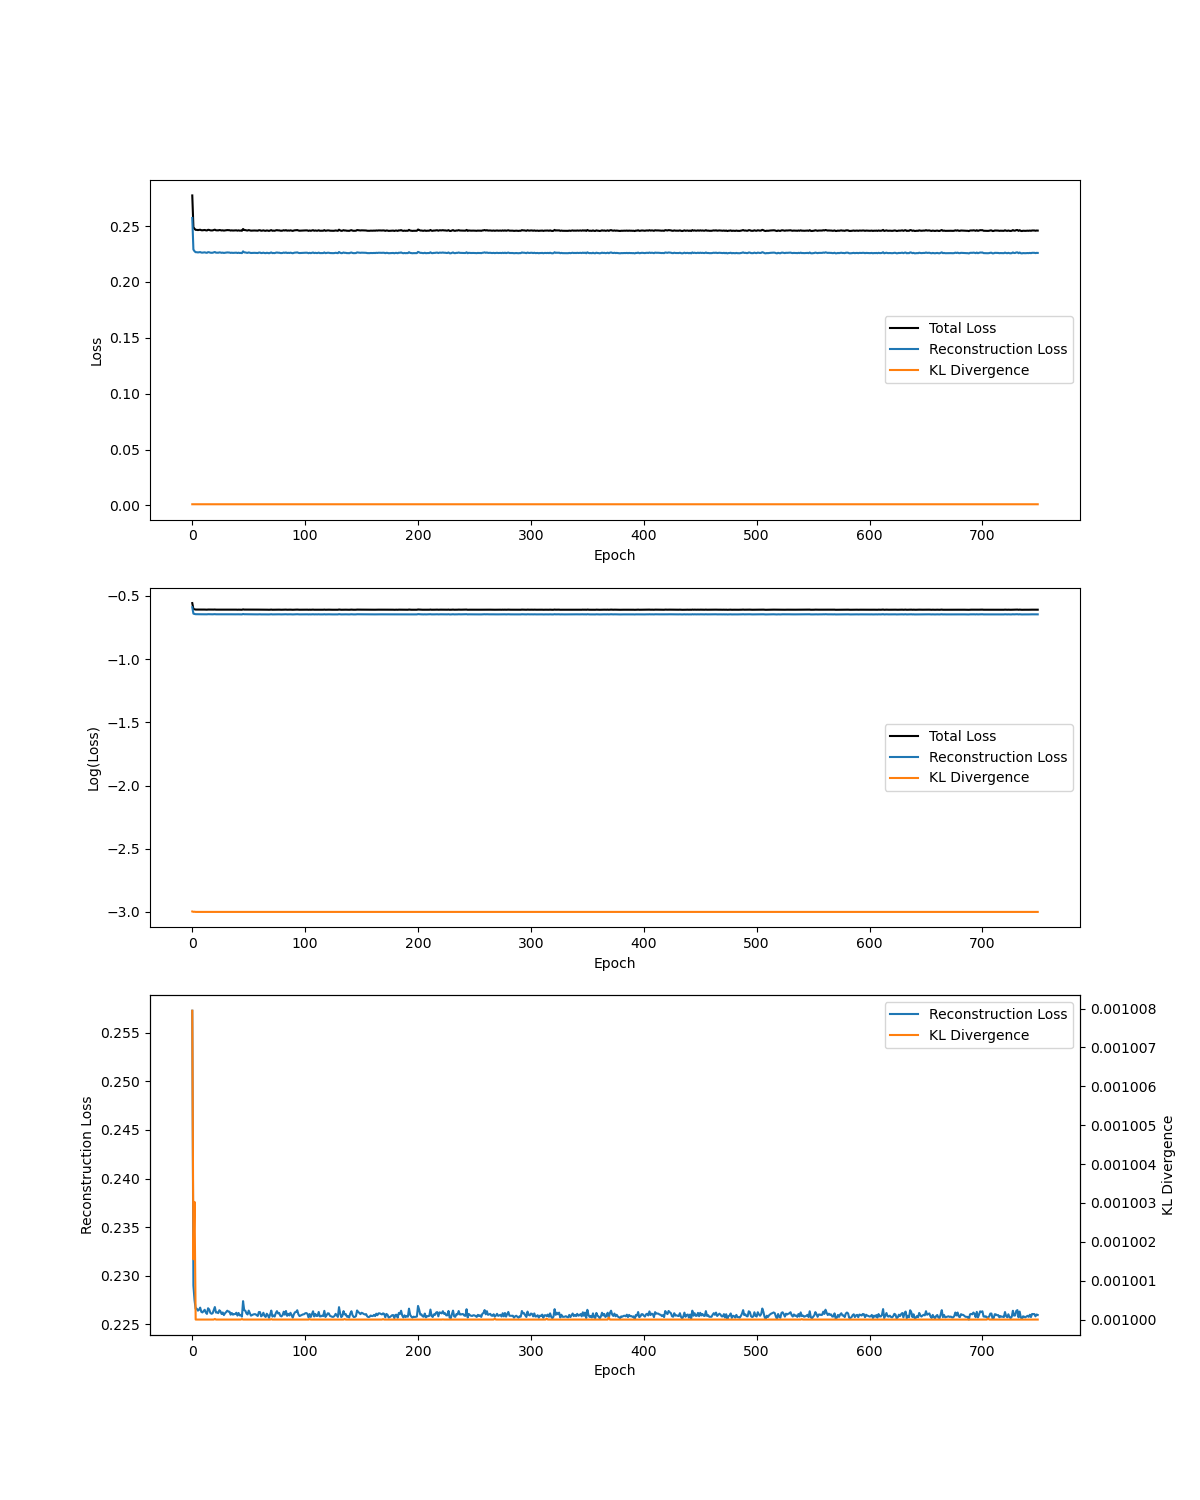 0.25
0.20
0.15
0.10
0.05
0.00
Loss
Total Loss
Reconstruction Loss
KL Divergence
0 100 200 300 400 500 600 700
Epoch
−0.5
−1.0
−1.5
−2.0
−2.5
−3.0
Log(Loss)
Total Loss
Reconstruction Loss
KL Divergence
0 100 200 300 400 500 600 700
Epoch
0.255
0.250
0.245
0.240
0.235
0.230
0.225
Reconstruction Loss
Reconstruction Loss
KL Divergence
0.001008
0.001007
0.001006
0.001005
0.001004
0.001003
0.001002
0.001001
0.001000
KL Divergence
0 100 200 300 400 500 600 700
Epoch